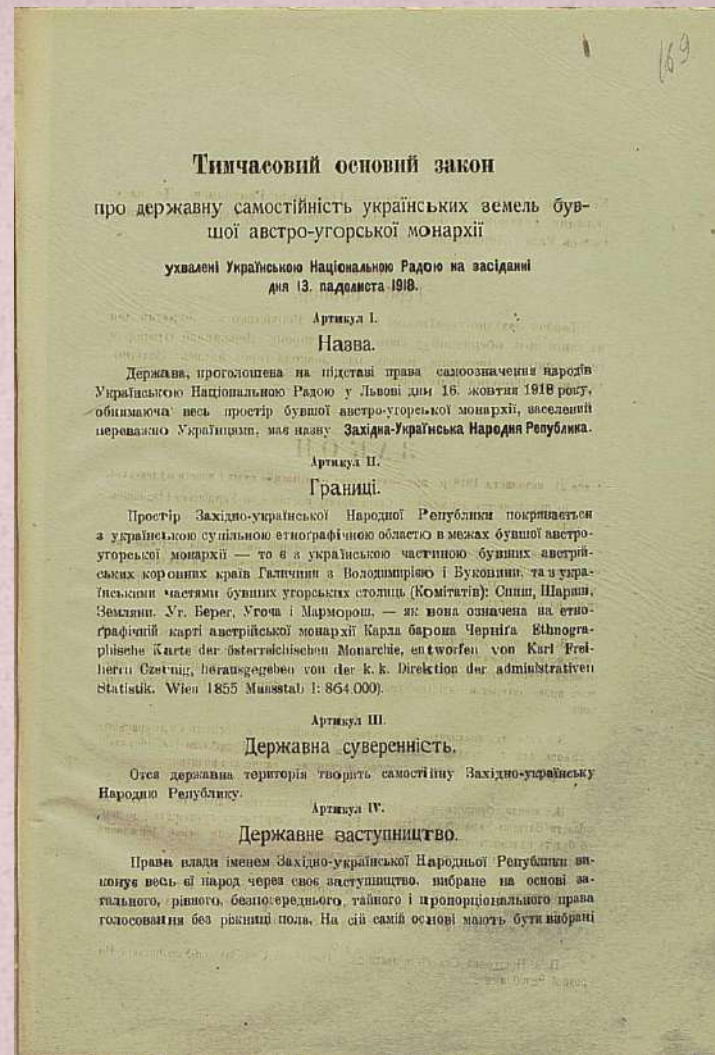 169
Тимчасовий основий закон
про державну самостійність українських земель був-
шої австро-угорської монархії
ухвалені Українською Національною Радою на засіданні
дня 13. падолиста 1918.
Артикул I.
Назва.
Держава, проголошена на підставі права самоозначення народів
Українською Національною Радою у Львові дня 16. жовтня 1918 року,
обнимаюча весь простір бувшої австро-угорської монархії, заселений
переважно Українцями, має назву Західна-Українська Народня Република.
Артикул II.
Границі.
Простір Західно-української Народної Републики покривається
з українською суцільною етнографічною областю в межах бувшої австро-
угорської монархії — то є з українською частиною бувших австрій-
ських коронних країв Галичини з Володимирією і Буковини, та з укра-
їнськими частями бувших угорських столиць (Комітатів): Спиш, Шариш,
Земляни, Уг. Берег, Угоча і Марморош, — як вона означена на етно-
ґрафічній карті австрійської монархії Карла барона Черніґа Ethnogra-
phische Karte der österreichischen Monarchie, entworfen von Karl Frei-
herrn Czernig, herausgegeben von der k. k. Direktion der administrativen
Statistik. Wien 1855 Maasstab 1: 864.000).
Артикул III.
Державна суверенність.
Отся державна територія творить самостійну Західно-українську
Народню Републику.
Артикул IV.
Державне заступництво.
Права влади іменем Західно-української Народньої Републики ви-
конує весь єї народ через своє заступництво, вибране на основі за-
гального, рівного, безпосереднього, тайного і пропорціонального права
голосовання без ріжниці пола. На сій самій основі мають бути вибрані